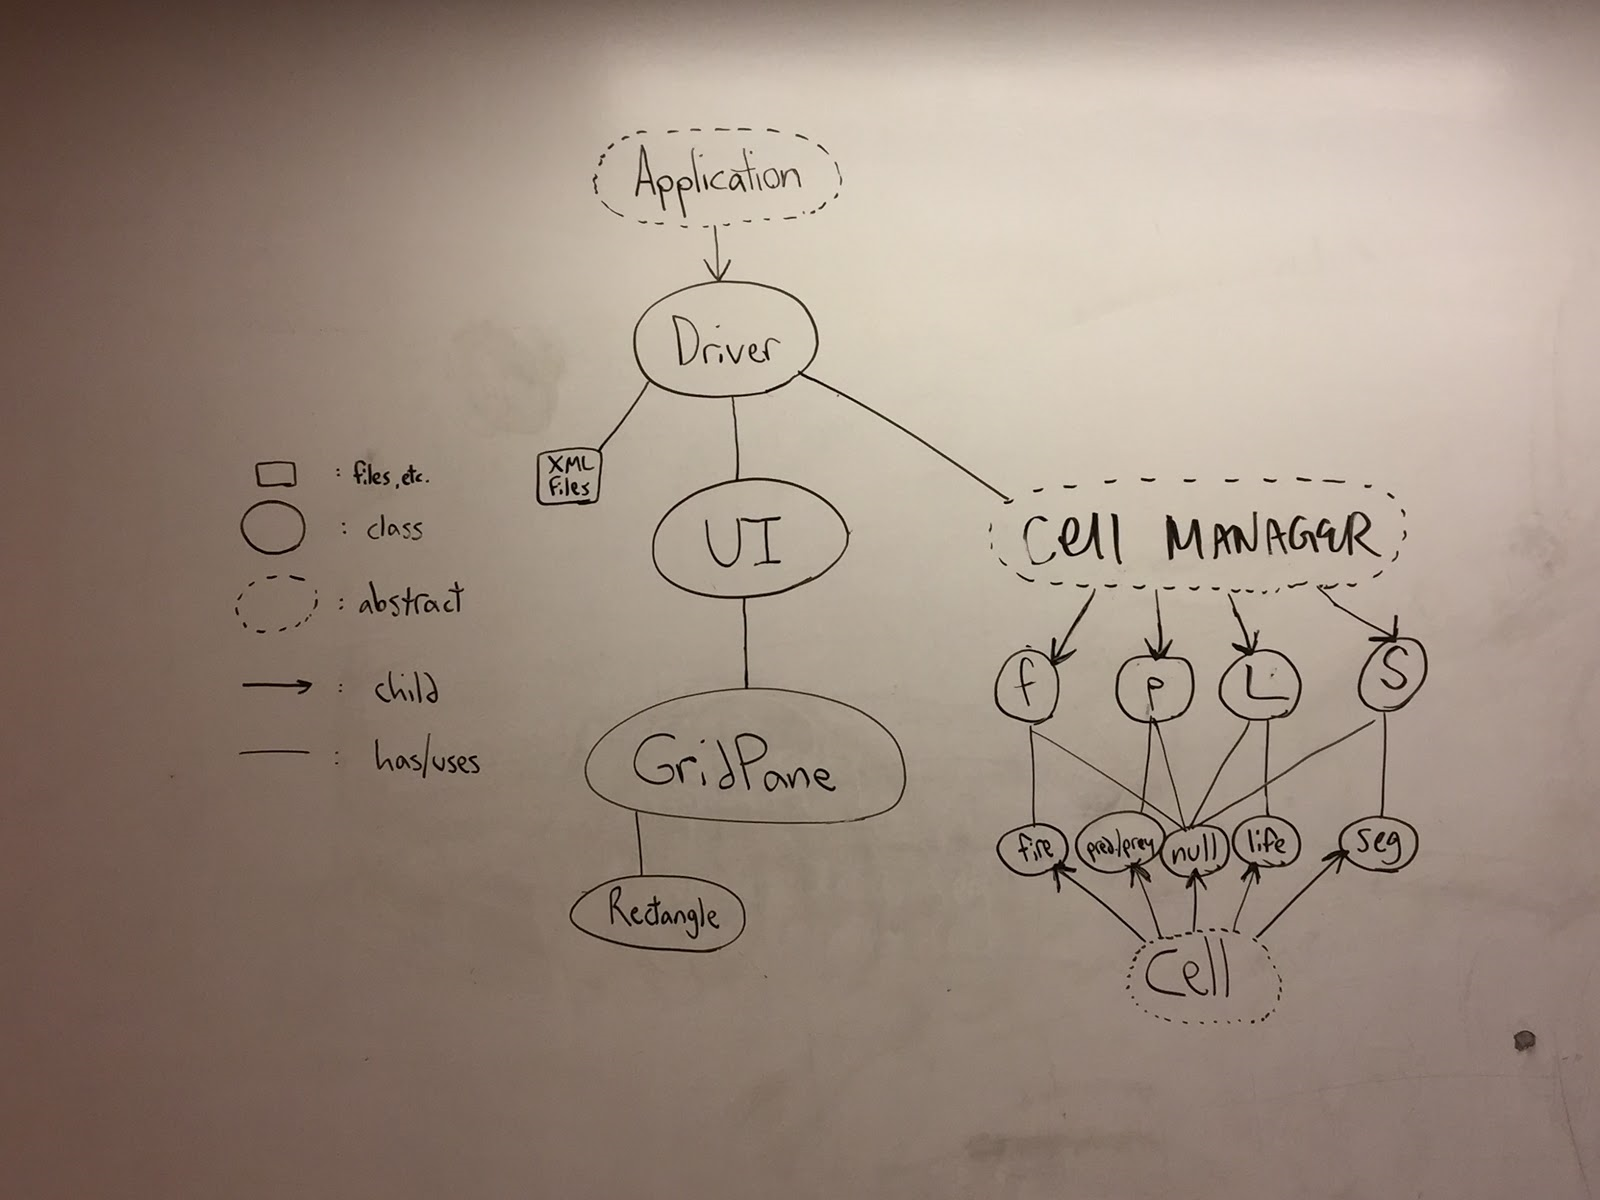 Application
Driver
XML
Files
UI
Cell MANAGER
: files, etc.
: class
: abstract
: child
: has/uses
f
P
L
S
GridPane
fire
pred/prey
null
life
seg
Rectangle
Cell